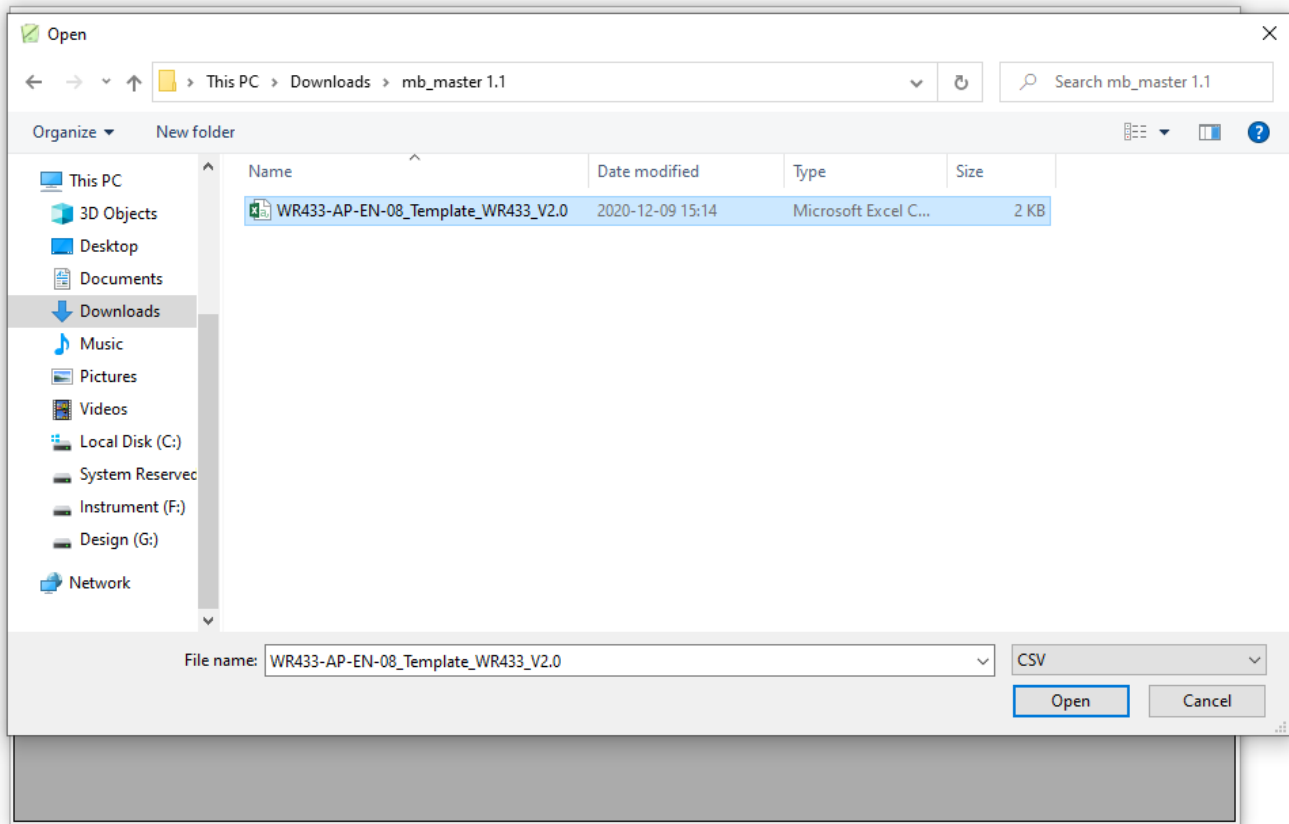 Open
This PC > Downloads > mb_master 1.1
Search mb_master 1.1
Organize
New folder
Name
Date modified
Type
Size
WR433-AP-EN-08_Template_WR433_V2.0
2020-12-09 15:14
Microsoft Excel C...
2 KB
This PC
3D Objects
Desktop
Documents
Downloads
Music
Pictures
Videos
Local Disk (C:)
System Reserved
Instrument (F:)
Design (G:)
Network
File name:
WR433-AP-EN-08_Template_WR433_V2.0
CSV
Open
Cancel